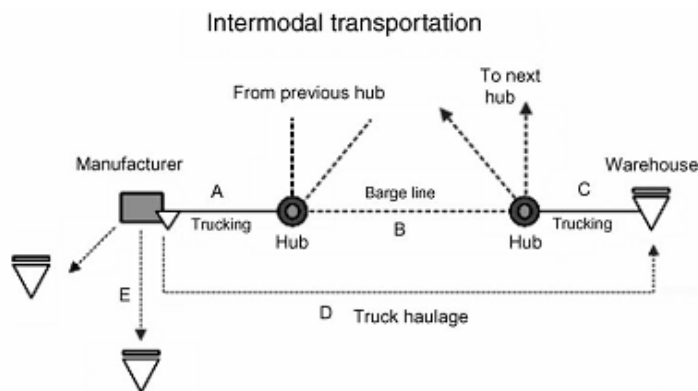 Intermodal transportation
To next
hub
From previous hub
Manufacturer
Warehouse
A
Barge line
C
Trucking
B
Trucking
Hub
Hub
E
D
Truck haulage